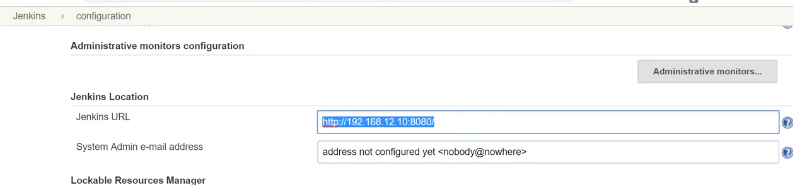 Jenkins configuration
Administrative monitors configuration
Administrative monitors...
Jenkins Location
Jenkins URL http://192.168.12.10:8080/
System Admin e-mail address address not configured yet <nobody@nowhere>
Lockable Resources Manager